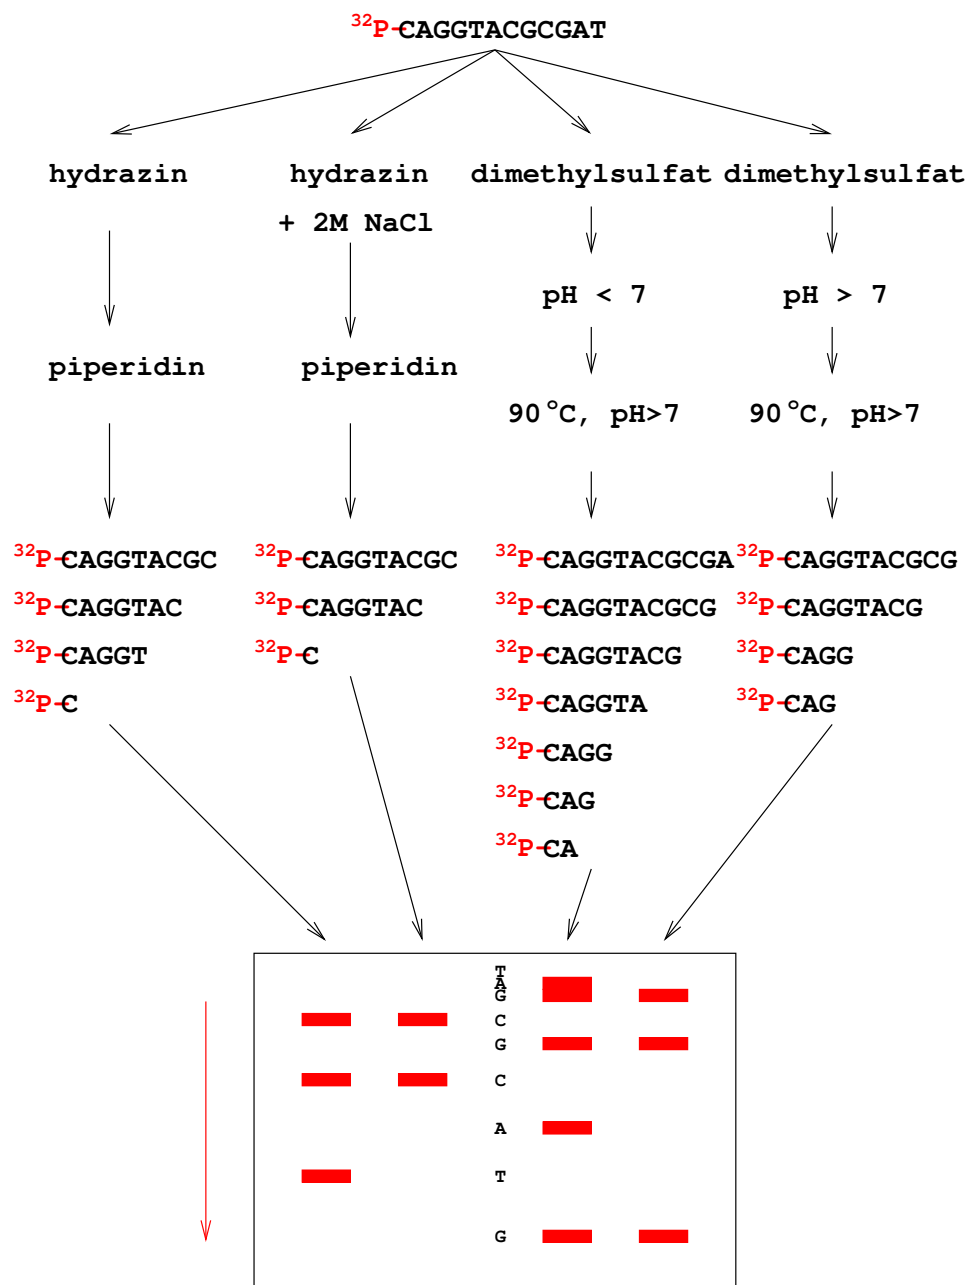 32P-CAGGTACGCGAT
hydrazin
hydrazin
+ 2M NaCl
dimethylsulfat
dimethylsulfat
pH < 7
pH > 7
piperidin
piperidin
90°C, pH>7
90°C, pH>7
32P-CAGGTACGC
32P-CAGGTAC
32P-CAGGT
32P-C
32P-CAGGTACGC
32P-CAGGTAC
32P-C
32P-CAGGTACGCGA
32P-CAGGTACGCG
32P-CAGGTACG
32P-CAGGTA
32P-CAGG
32P-CAG
32P-CA
32P-CAGGTACGCG
32P-CAGGTACG
32P-CAGG
32P-CAG
T
A
G
C
G
C
A
T
G